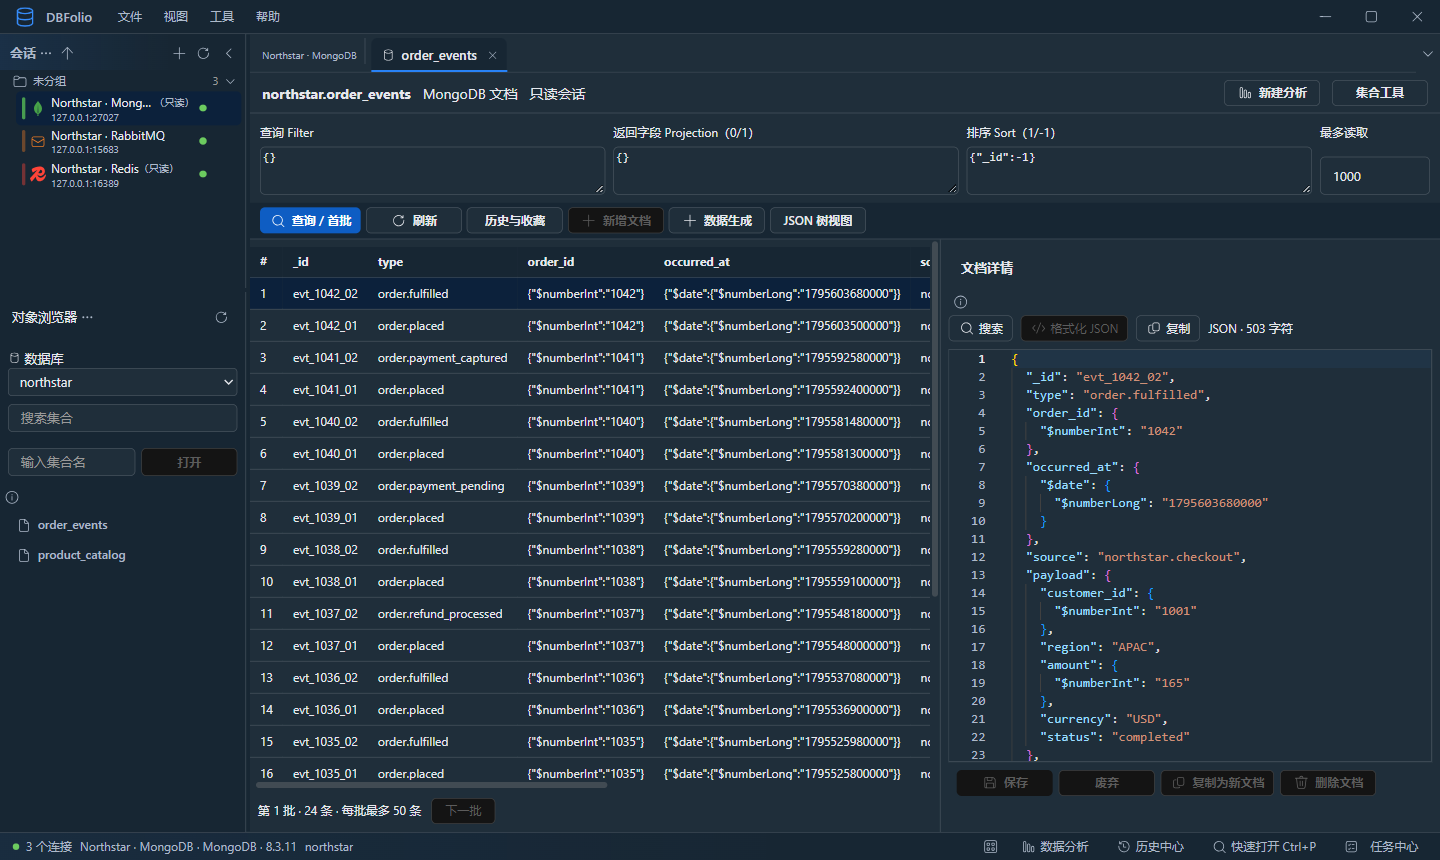 DBFolio 文件 视图 工具 帮助
会话 ···
未分组 3
Northstar · Mong... （只读）
127.0.0.1:27027
Northstar · RabbitMQ
127.0.0.1:15683
Northstar · Redis （只读）
127.0.0.1:16389
对象浏览器 ···
数据库
northstar
搜索集合
输入集合名 打开
order_events
product_catalog
Northstar · MongoDB order_events
northstar.order_events MongoDB 文档 只读会话 新建分析 集合工具
查询 Filter 返回字段 Projection（0/1） 排序 Sort（1/-1） 最多读取
{} {} {"_id":-1} 1000
查询 / 首批 刷新 历史与收藏 新增文档 数据生成 JSON 树视图
# _id type order_id occurred_at
1 evt_1042_02 order.fulfilled {"$numberInt":"1042"} {"$date":{"$numberLong":"1795603680000"}}
2 evt_1042_01 order.placed {"$numberInt":"1042"} {"$date":{"$numberLong":"1795603500000"}}
3 evt_1041_02 order.payment_captured {"$numberInt":"1041"} {"$date":{"$numberLong":"1795592580000"}}
4 evt_1041_01 order.placed {"$numberInt":"1041"} {"$date":{"$numberLong":"1795592400000"}}
5 evt_1040_02 order.fulfilled {"$numberInt":"1040"} {"$date":{"$numberLong":"1795581480000"}}
6 evt_1040_01 order.placed {"$numberInt":"1040"} {"$date":{"$numberLong":"1795581300000"}}
7 evt_1039_02 order.payment_pending {"$numberInt":"1039"} {"$date":{"$numberLong":"1795570380000"}}
8 evt_1039_01 order.placed {"$numberInt":"1039"} {"$date":{"$numberLong":"1795570200000"}}
9 evt_1038_02 order.fulfilled {"$numberInt":"1038"} {"$date":{"$numberLong":"1795559280000"}}
10 evt_1038_01 order.placed {"$numberInt":"1038"} {"$date":{"$numberLong":"1795559100000"}}
11 evt_1037_02 order.refund_processed {"$numberInt":"1037"} {"$date":{"$numberLong":"1795548180000"}}
12 evt_1037_01 order.placed {"$numberInt":"1037"} {"$date":{"$numberLong":"1795548000000"}}
13 evt_1036_02 order.fulfilled {"$numberInt":"1036"} {"$date":{"$numberLong":"1795537080000"}}
14 evt_1036_01 order.placed {"$numberInt":"1036"} {"$date":{"$numberLong":"1795536900000"}}
15 evt_1035_02 order.fulfilled {"$numberInt":"1035"} {"$date":{"$numberLong":"1795525980000"}}
16 evt_1035_01 order.placed {"$numberInt":"1035"} {"$date":{"$numberLong":"1795525800000"}}
第 1 批 · 24 条 · 每批最多 50 条 下一批
文档详情
搜索 </> 格式化 JSON 复制 JSON · 503 字符
1 {
2 "_id": "evt_1042_02",
3 "type": "order.fulfilled",
4 "order_id": {
5 "$numberInt": "1042"
6 },
7 "occurred_at": {
8 "$date": {
9 "$numberLong": "1795603680000"
10 }
11 },
12 "source": "northstar.checkout",
13 "payload": {
14 "customer_id": {
15 "$numberInt": "1001"
16 },
17 "region": "APAC",
18 "amount": {
19 "$numberInt": "165"
20 },
21 "currency": "USD",
22 "status": "completed"
23 },
保存 废弃 复制为新文档 删除文档
3 个连接 Northstar · MongoDB · MongoDB · 8.3.11 northstar 数据分析 历史中心 快速打开 Ctrl+P 任务中心